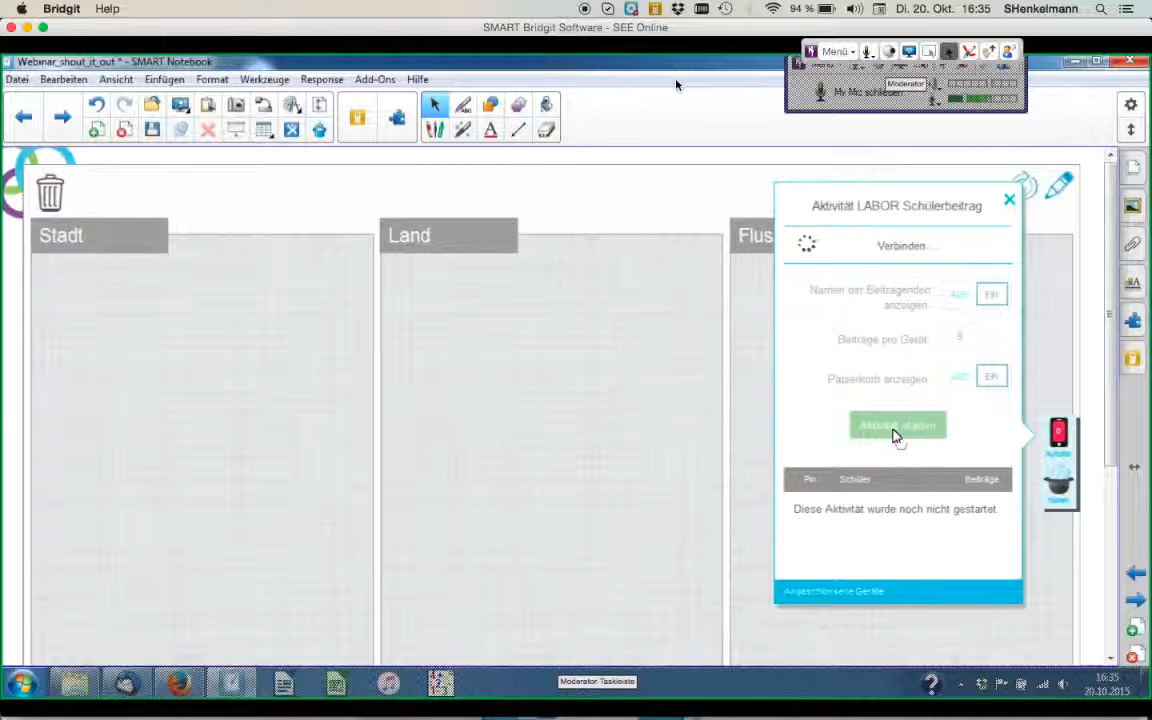 Bridgit Help
94 % Di. 20. Okt. 16:35 SHenkelmann
SMART Bridgit Software - SEE Online
Menü
Webinar_shout_it_out * - SMART Notebook
Datei Bearbeiten Ansicht Einfügen Format Werkzeuge Response Add-Ons Hilfe
Moderator
My Mic schließen
Stadt
Land
Flus
Aktivität LABOR Schülerbeitrag
Verbinden...
Namen der Beitragenden
anzeigen
EIN
Beiträge pro Gerät
Papierkorb anzeigen
EIN
Aktivität starten
Pin Schüler Beiträge
Diese Aktivität wurde noch nicht gestartet.
Angeschlossene Geräte
Moderator-Taskleiste
16:35
20.10.2015